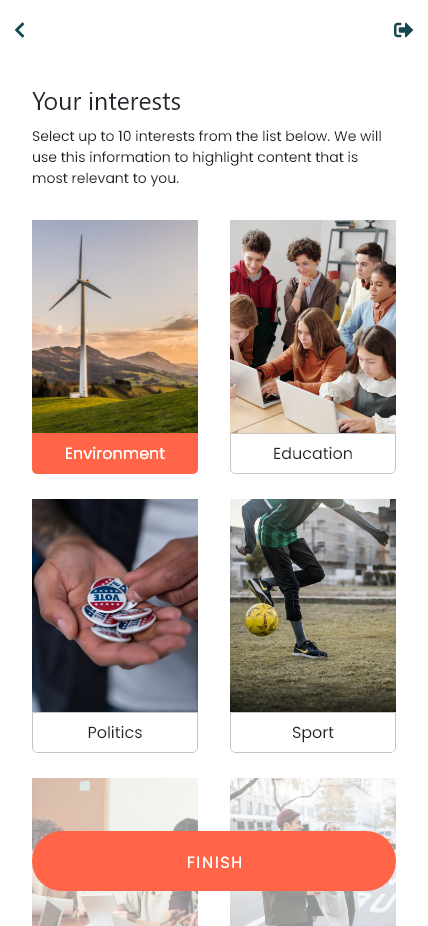 Your interests
Select up to 10 interests from the list below. We will
use this information to highlight content that is
most relevant to you.
Environment
Education
VOTE
Politics
Sport
FINISH